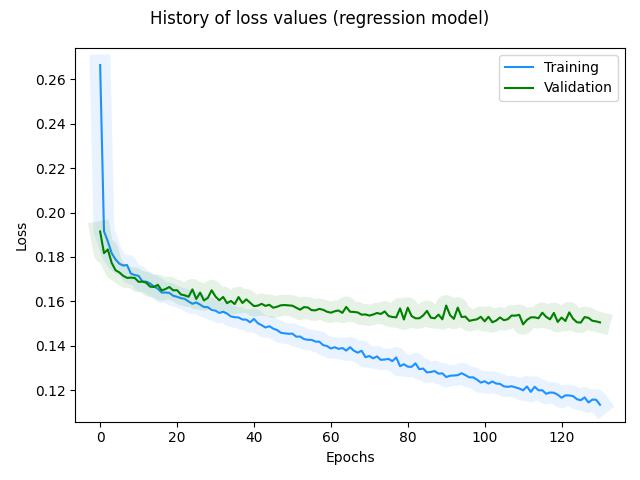 History of loss values (regression model)
Training
Validation
0.26
0.24
0.22
0.20
0.18
0.16
0.14
0.12
Loss
0 20 40 60 80 100 120
Epochs